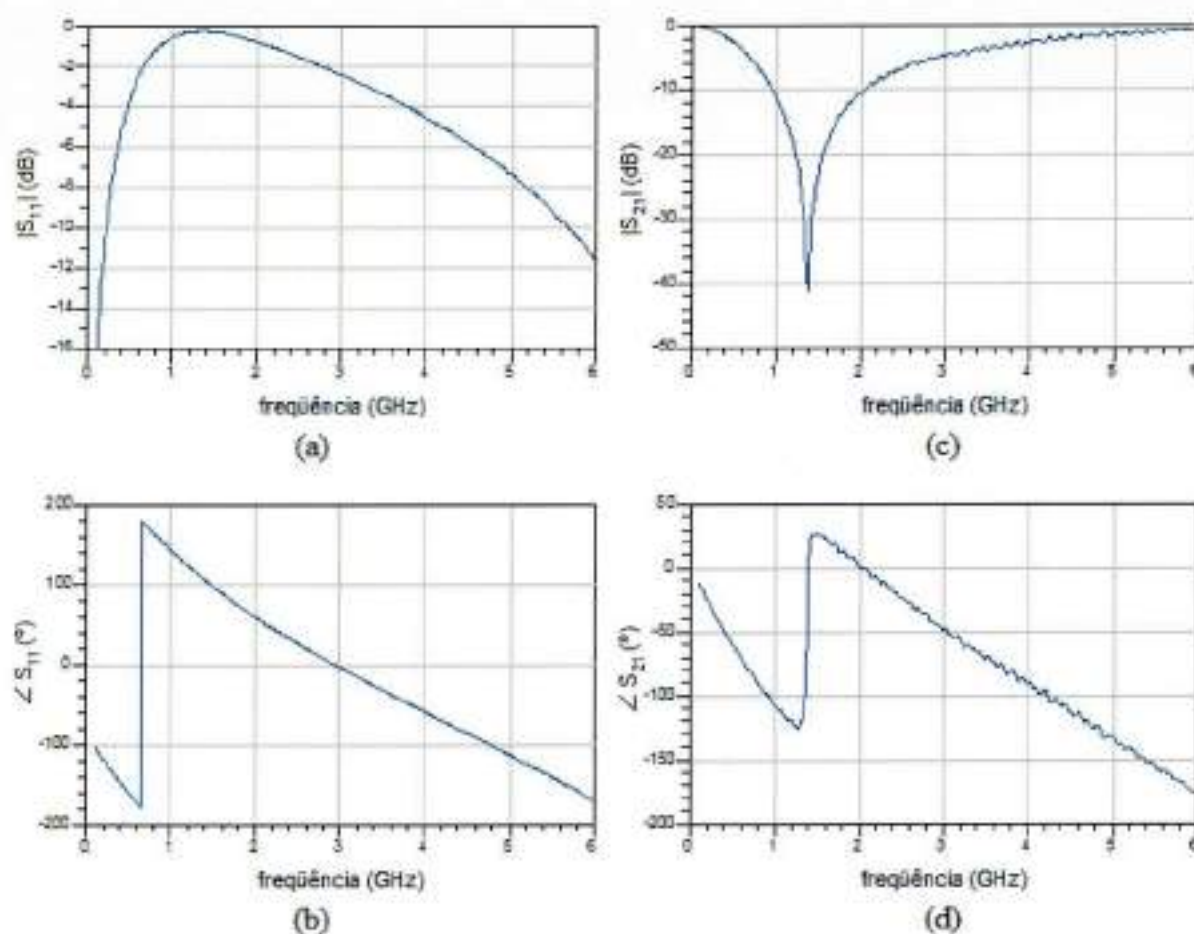 |S11| (dB)
0
-2
-4
-6
-8
-10
-12
-14
-16
0 1 2 3 4 5 6
freqüência (GHz)
(a)
|S21| (dB)
0
-10
-20
-30
-40
-50
0 1 2 3 4 5 6
freqüência (GHz)
(c)
∠ S11 (º)
200
100
0
-100
-200
0 1 2 3 4 5 6
freqüência (GHz)
(b)
∠ S21 (º)
50
0
-50
-100
-150
-200
0 1 2 3 4 5 6
freqüência (GHz)
(d)